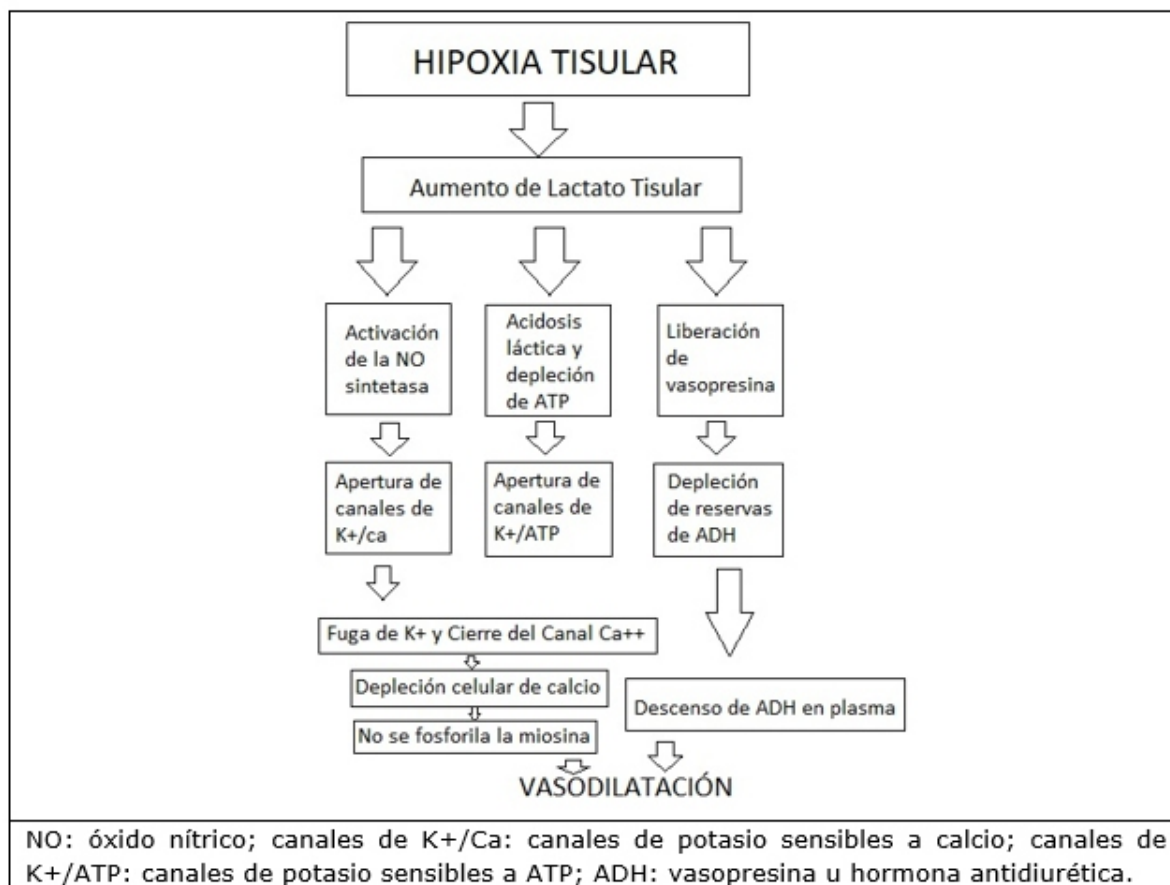 HIPOXIA TISULAR
Aumento de Lactato Tisular
Activación
de la NO
sintetasa
Acidosis
láctica y
depleción
de ATP
Liberación
de
vasopresina
Apertura de
canales de
K+/ca
Apertura de
canales de
K+/ATP
Depleción
de reservas
de ADH
Fuga de K+ y Cierre del Canal Ca++
Depleción celular de calcio
No se fosforila la miosina
Descenso de ADH en plasma
VASODILATACIÓN
NO: óxido nítrico; canales de K+/Ca: canales de potasio sensibles a calcio; canales de
K+/ATP: canales de potasio sensibles a ATP; ADH: vasopresina u hormona antidiurética.